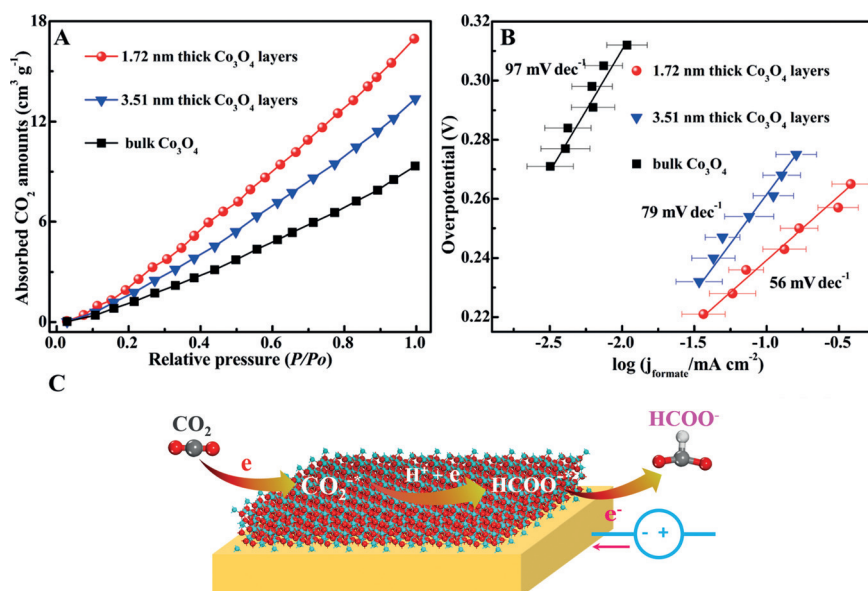 A
Absorbed CO₂ amounts (cm³ g⁻¹)
18
12
6
0
1.72 nm thick Co₃O₄ layers
3.51 nm thick Co₃O₄ layers
bulk Co₃O₄
0.0 0.2 0.4 0.6 0.8 1.0
Relative pressure (P/Po)
B
Overpotential (V)
0.32
0.30
0.28
0.26
0.24
0.22
97 mV dec⁻¹
1.72 nm thick Co₃O₄ layers
3.51 nm thick Co₃O₄ layers
bulk Co₃O₄
79 mV dec⁻¹
56 mV dec⁻¹
-2.5 -2.0 -1.5 -1.0 -0.5
log (j_formate/mA cm⁻²)
C
CO₂
e
CO₂
H⁺ + e
HCOO
HCOO⁻
e⁻
- +